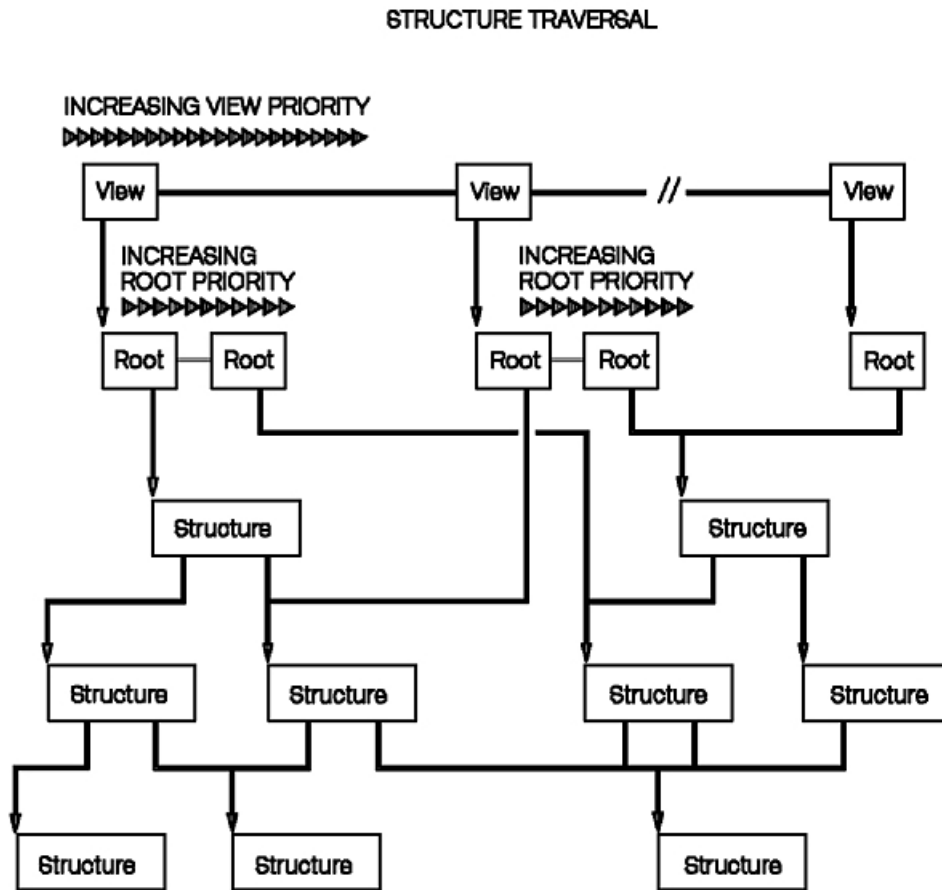 STRUCTURE TRAVERSAL
INCREASING VIEW PRIORITY
View
View
//
View
INCREASING
ROOT PRIORITY
INCREASING
ROOT PRIORITY
Root
Root
Root
Root
Root
Structure
Structure
Structure
Structure
Structure
Structure
Structure
Structure
Structure